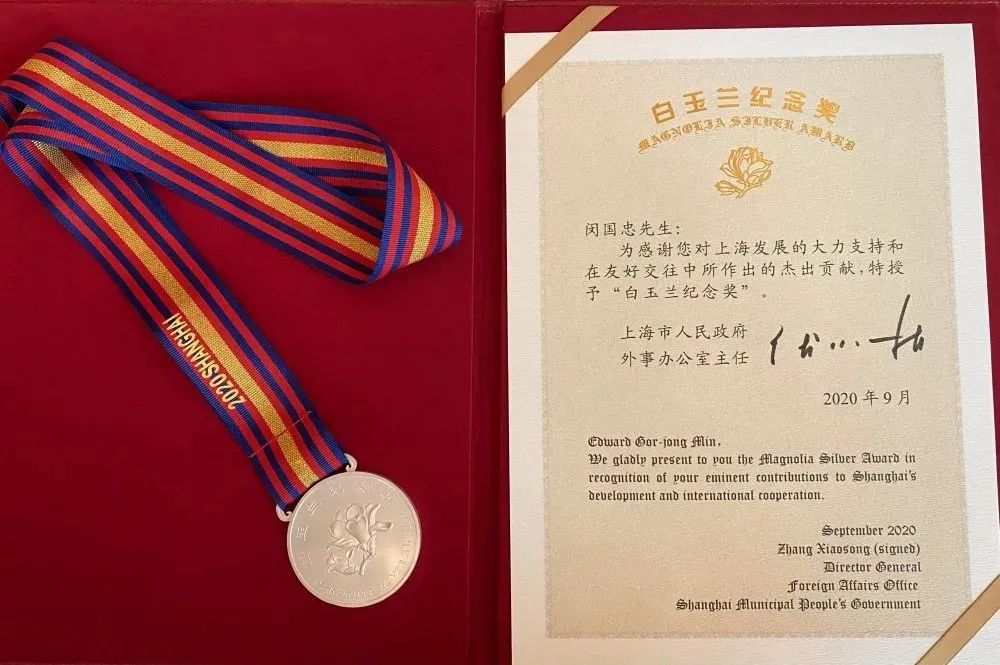 2020SHANGHAI
白玉兰纪念奖
MAGNOLIA SILVER AWARD
闵国忠先生:
为感谢您对上海发展的大力支持和
在友好交往中所作出的杰出贡献,特授
予“白玉兰纪念奖”。
上海市人民政府
外事办公室主任
2020年9月
Edward Gor-jong Min,
We gladly present to you the Magnolia Silver Award in
recognition of your eminent contributions to Shanghai's
development and international cooperation.
September 2020
Zhang Xiaosong (signed)
Director General
Foreign Affairs Office
Shanghai Municipal People's Government